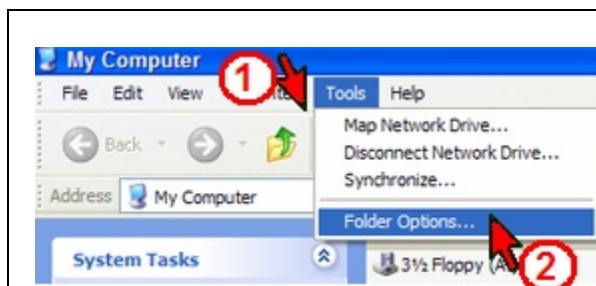 My Computer
1
File Edit View Tools Help
Map Network Drive...
Back
Disconnect Network Drive...
Synchronize...
Address My Computer
Folder Options...
System Tasks
3½ Floppy (A
2